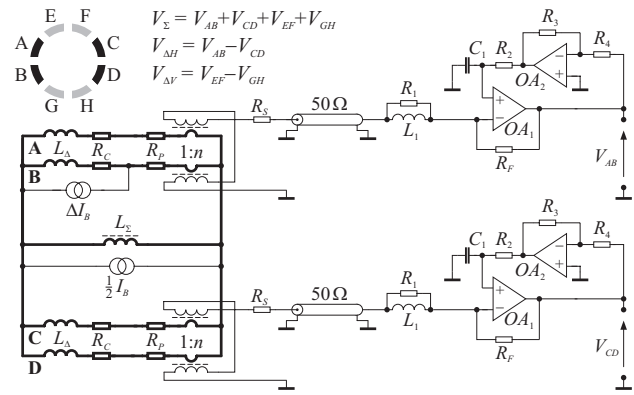 E F
A C
B D
G H
V_Σ = V_AB+V_CD+V_EF+V_GH
V_ΔH = V_AB−V_CD
V_ΔV = V_EF−V_GH
A L_Δ R_C R_P 1:n
B
ΔI_B
L_Σ
½ I_B
C L_Δ R_C R_P 1:n
D
R_S 50 Ω R_1 L_1
C_1 R_2 R_3 R_4
OA_2
+ −
OA_1
+ −
R_F
V_AB
R_S 50 Ω R_1 L_1
C_1 R_2 R_3 R_4
OA_2
+ −
OA_1
+ −
R_F
V_CD